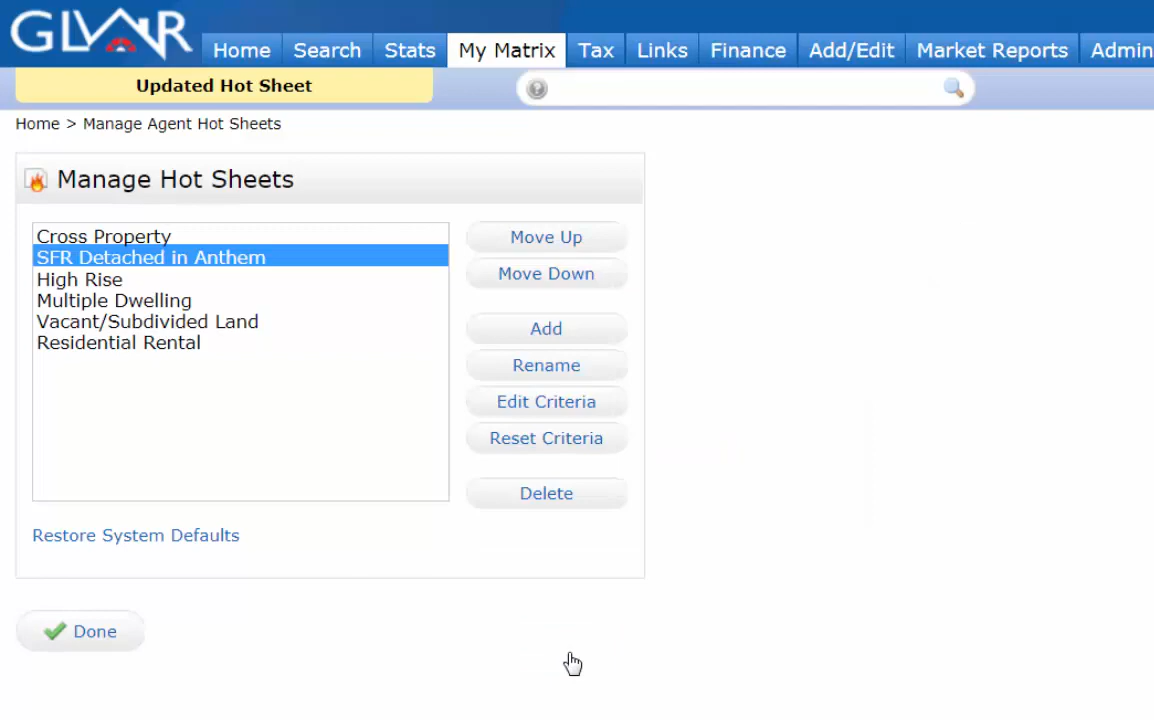 GLVAR
Home Search Stats My Matrix Tax Links Finance Add/Edit Market Reports Admin
Updated Hot Sheet
?
Home > Manage Agent Hot Sheets
Manage Hot Sheets
Cross Property
SFR Detached in Anthem
High Rise
Multiple Dwelling
Vacant/Subdivided Land
Residential Rental
Move Up
Move Down
Add
Rename
Edit Criteria
Reset Criteria
Delete
Restore System Defaults
Done